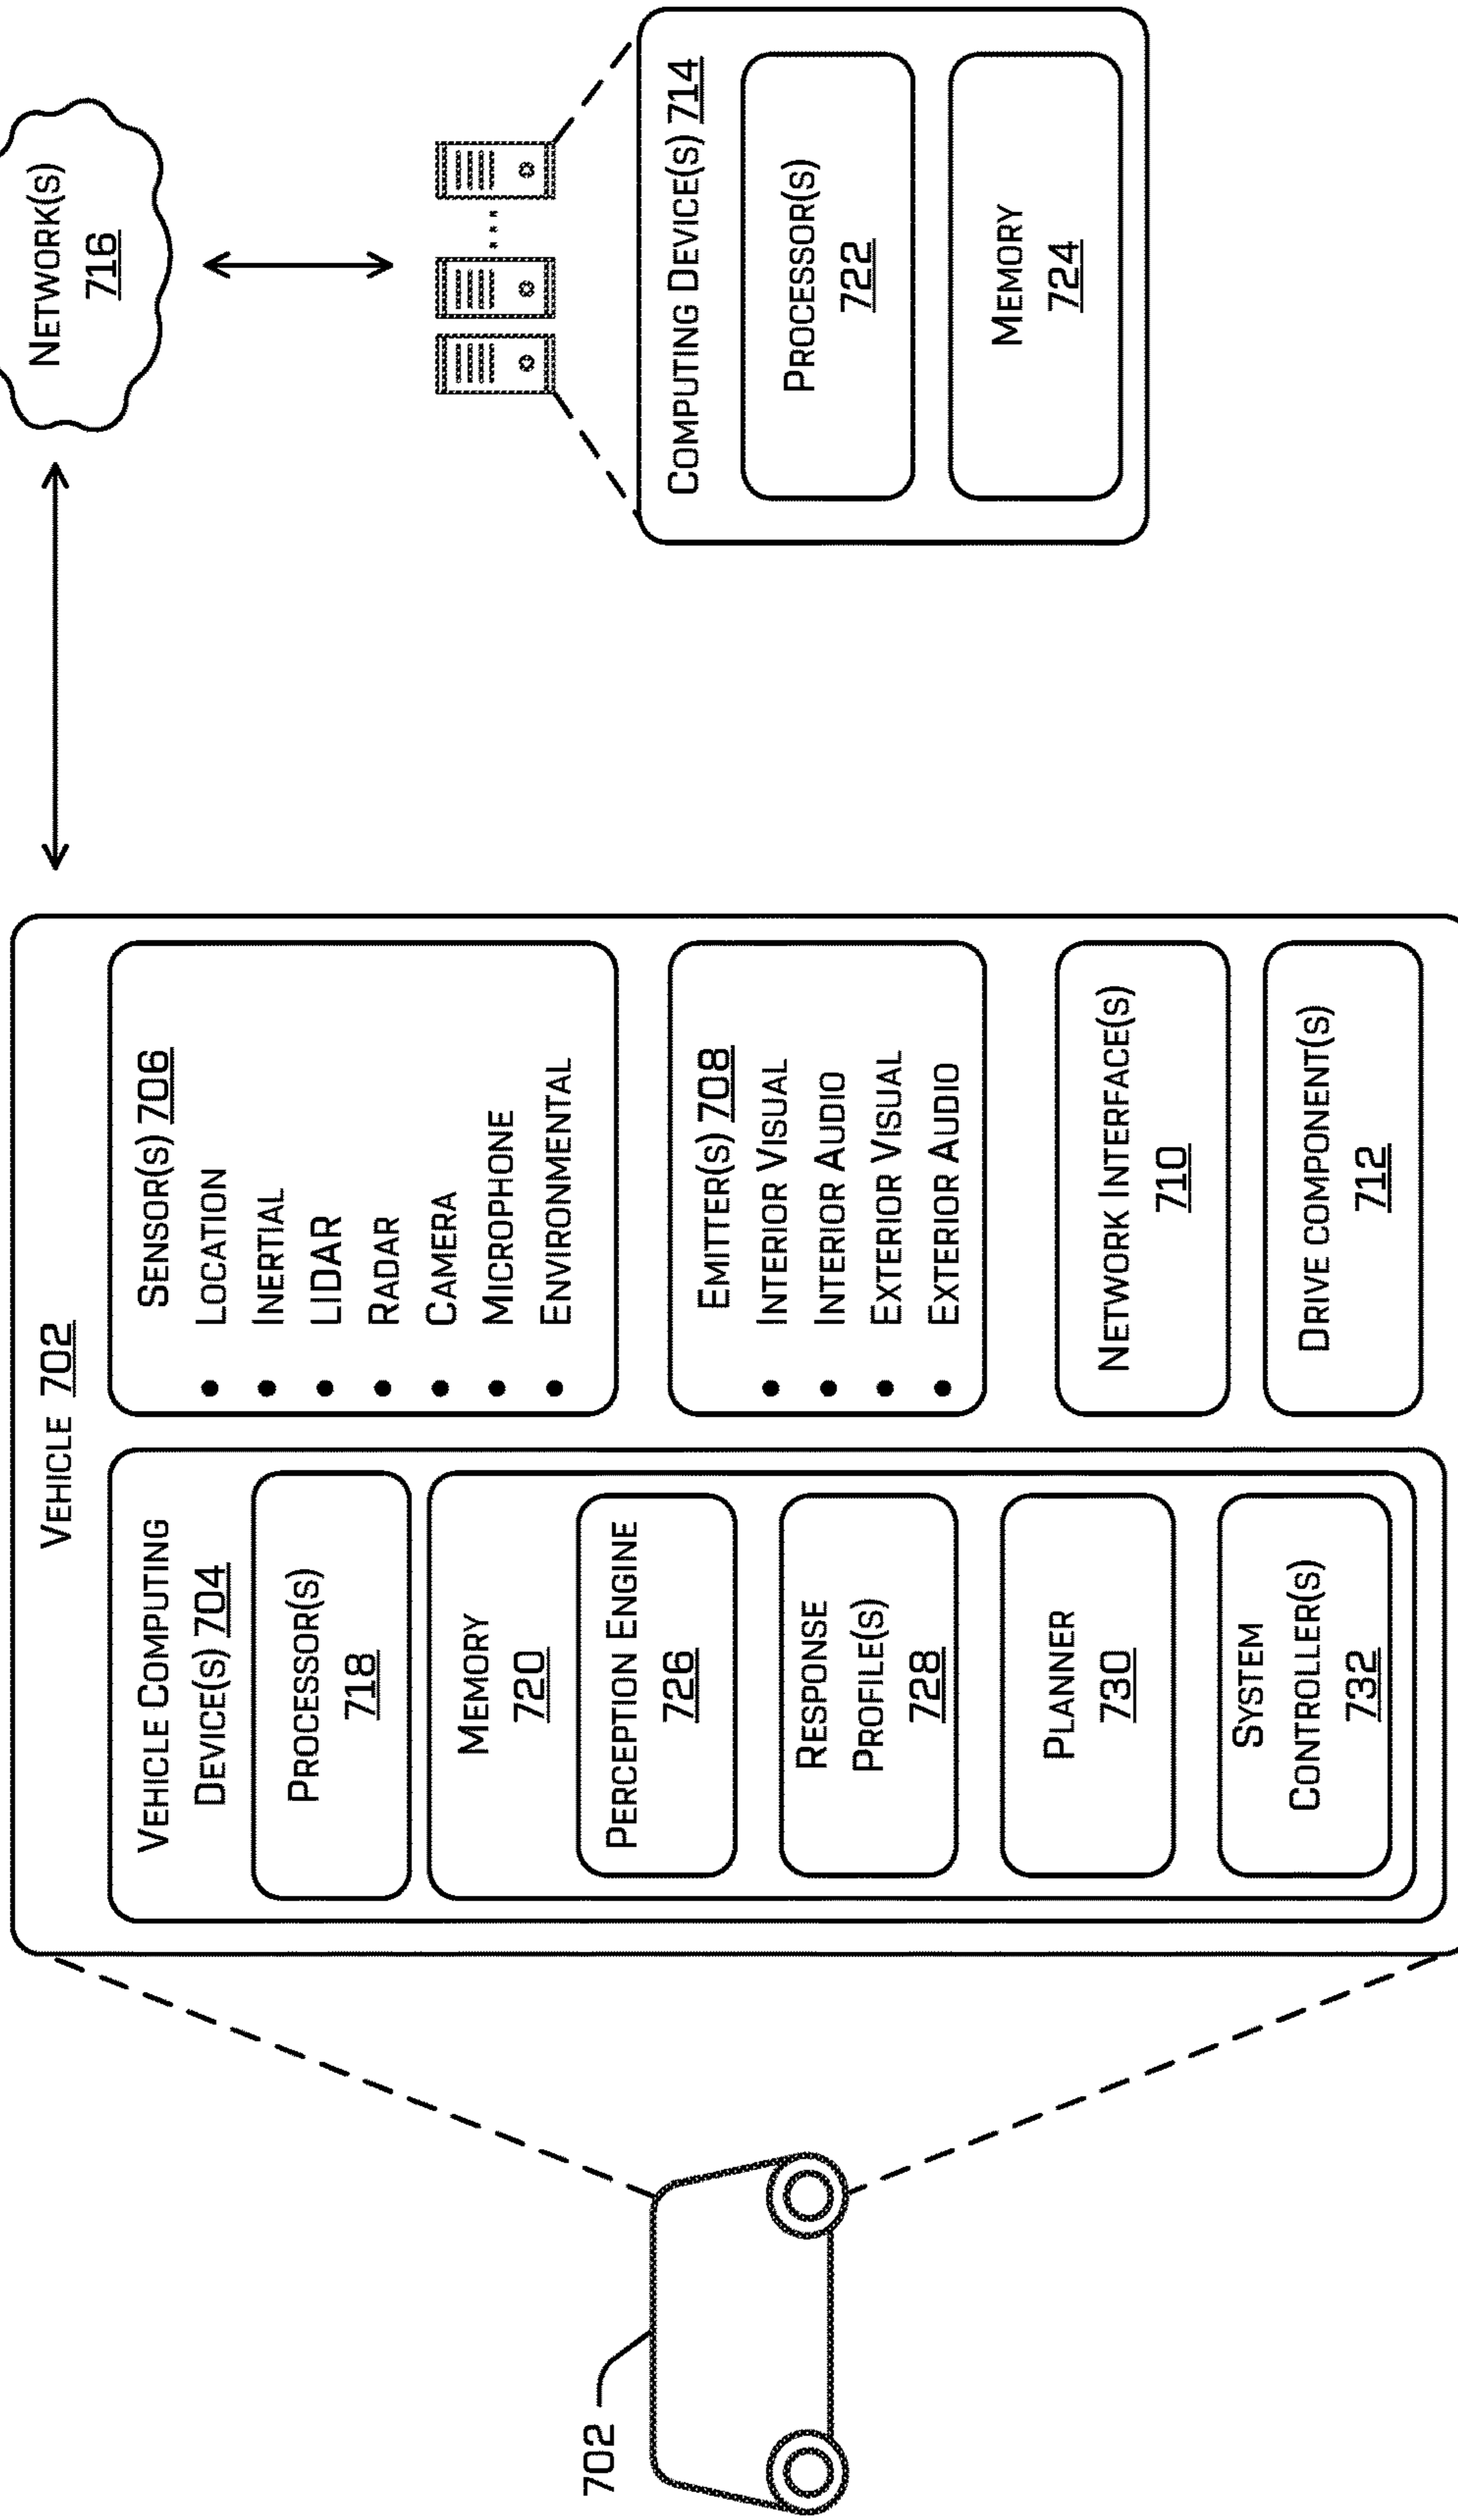 702
VEHICLE 702
VEHICLE COMPUTING
DEVICE(S) 704
PROCESSOR(S)
718
MEMORY
720
PERCEPTION ENGINE
726
RESPONSE
PROFILE(S)
728
PLANNER
730
SYSTEM
CONTROLLER(S)
732
SENSOR(S) 706
• LOCATION
• INERTIAL
• LIDAR
• RADAR
• CAMERA
• MICROPHONE
• ENVIRONMENTAL
EMITTER(S) 708
• INTERIOR VISUAL
• INTERIOR AUDIO
• EXTERIOR VISUAL
• EXTERIOR AUDIO
NETWORK INTERFACE(S)
710
DRIVE COMPONENT(S)
712
NETWORK(S)
716
COMPUTING DEVICE(S) 714
PROCESSOR(S)
722
MEMORY
724